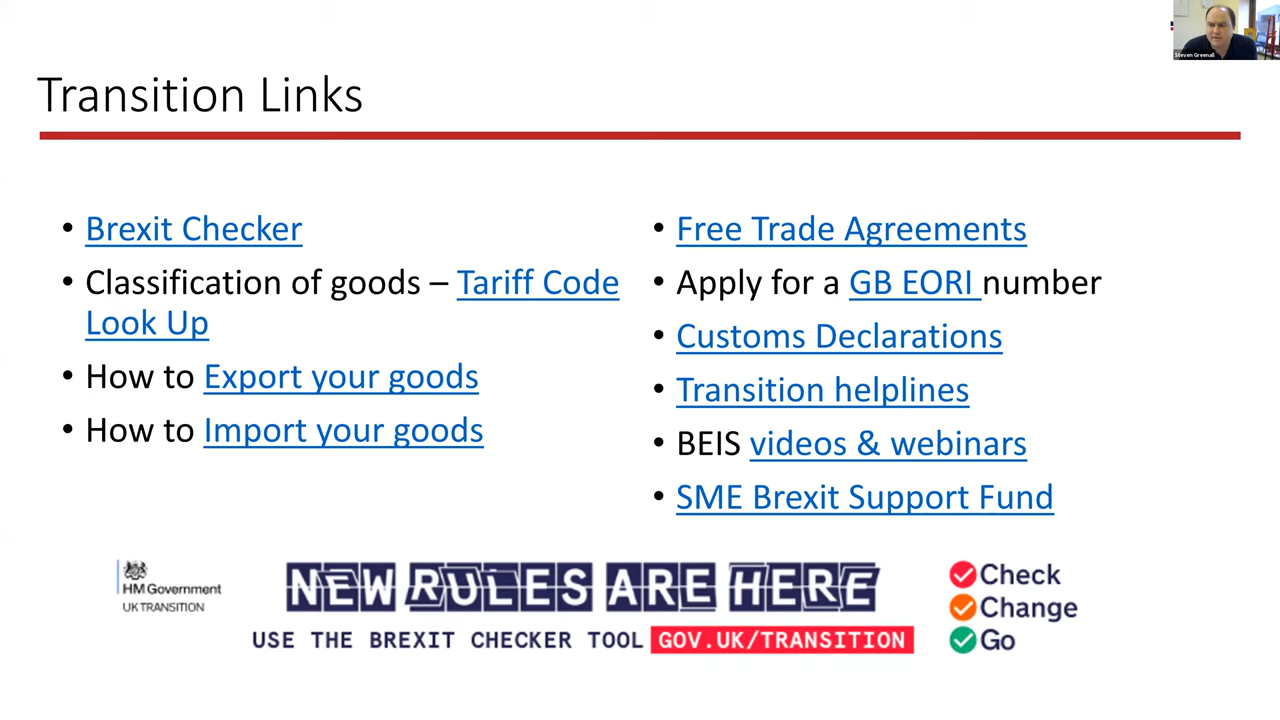 Steven Greenall
Transition Links
• Brexit Checker
• Classification of goods – Tariff Code
Look Up
• How to Export your goods
• How to Import your goods
• Free Trade Agreements
• Apply for a GB EORI number
• Customs Declarations
• Transition helplines
• BEIS videos & webinars
• SME Brexit Support Fund
HM Government
UK TRANSITION
NEW RULES ARE HERE
USE THE BREXIT CHECKER TOOL GOV.UK/TRANSITION
Check
Change
Go